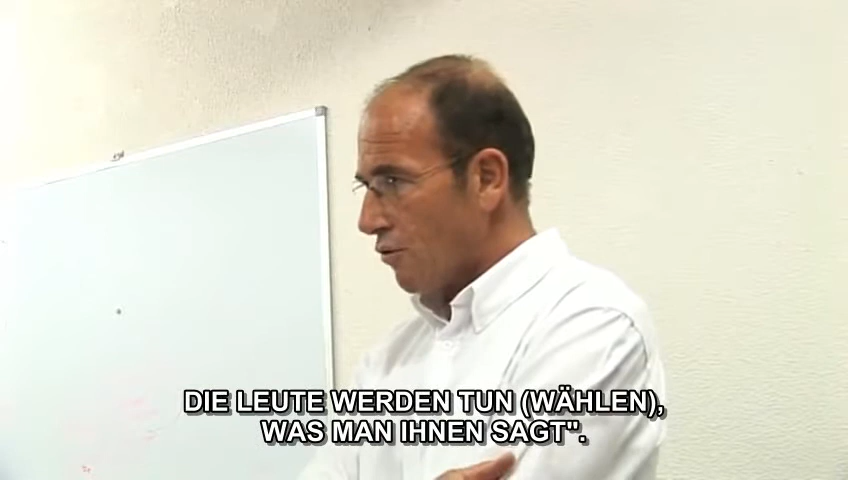 DIE LEUTE WERDEN TUN (WÄHLEN),
WAS MAN IHNEN SAGT".